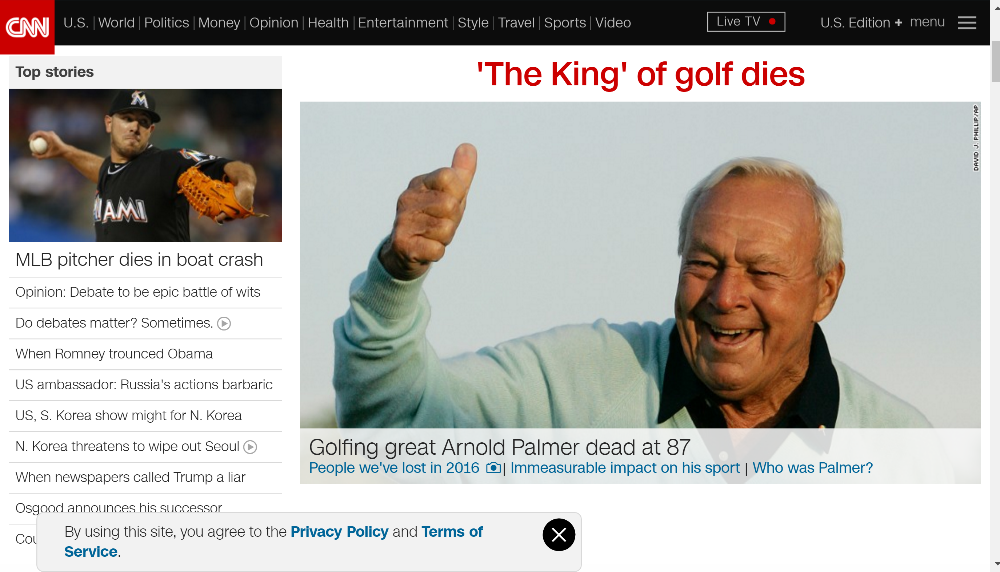 CNN
U.S. | World | Politics | Money | Opinion | Health | Entertainment | Style | Travel | Sports | Video
Live TV
U.S. Edition +
menu
Top stories
M
MIAMI
MLB pitcher dies in boat crash
Opinion: Debate to be epic battle of wits
Do debates matter? Sometimes.
When Romney trounced Obama
US ambassador: Russia's actions barbaric
US, S. Korea show might for N. Korea
N. Korea threatens to wipe out Seoul
When newspapers called Trump a liar
Osgood announces his successor
'The King' of golf dies
DAVID J. PHILLIP/AP
Golfing great Arnold Palmer dead at 87
People we've lost in 2016 | Immeasurable impact on his sport | Who was Palmer?
By using this site, you agree to the Privacy Policy and Terms of
Service.